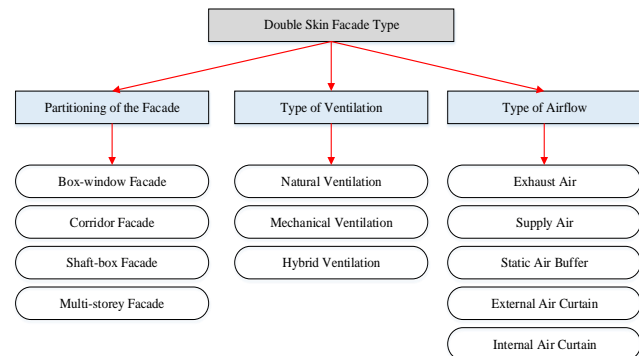 Double Skin Facade Type
Partitioning of the Facade
Type of Ventilation
Type of Airflow
Box-window Facade
Corridor Facade
Shaft-box Facade
Multi-storey Facade
Natural Ventilation
Mechanical Ventilation
Hybrid Ventilation
Exhaust Air
Supply Air
Static Air Buffer
External Air Curtain
Internal Air Curtain